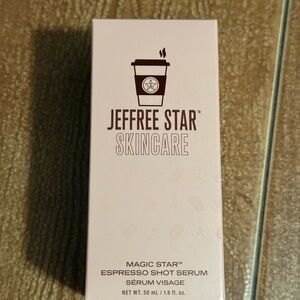 JEFFREE STAR™
SKINCARE
MAGIC STAR™
ESPRESSO SHOT SERUM
SÉRUM VISAGE
NET WT. 50 mL / 1.6 fl. oz.